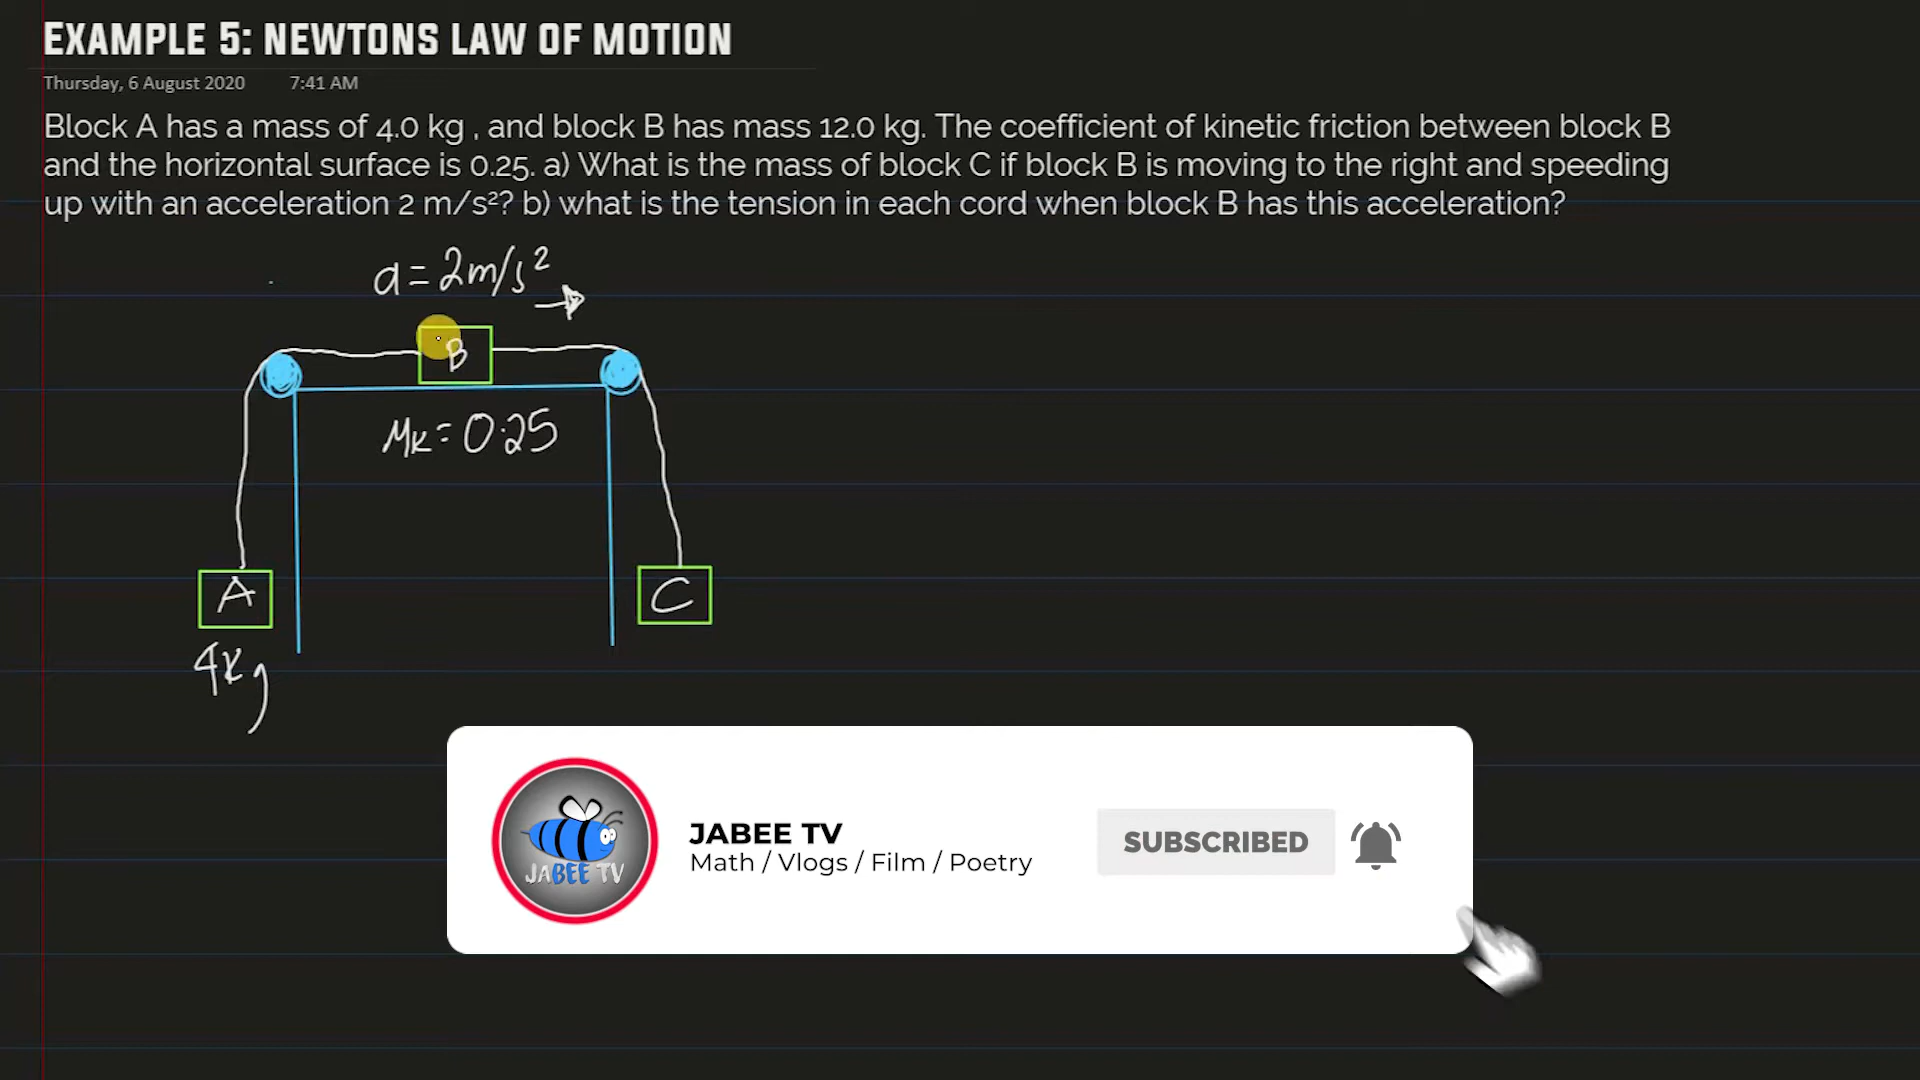 EXAMPLE 5: NEWTONS LAW OF MOTION
Thursday, 6 August 2020 7:41 AM
Block A has a mass of 4.0 kg , and block B has mass 12.0 kg. The coefficient of kinetic friction between block B
and the horizontal surface is 0.25. a) What is the mass of block C if block B is moving to the right and speeding
up with an acceleration 2 m/s²? b) what is the tension in each cord when block B has this acceleration?
a = 2m/s²
B
μk = 0.25
A
C
4kg
JABEE TV
JABEE TV
Math / Vlogs / Film / Poetry
SUBSCRIBED